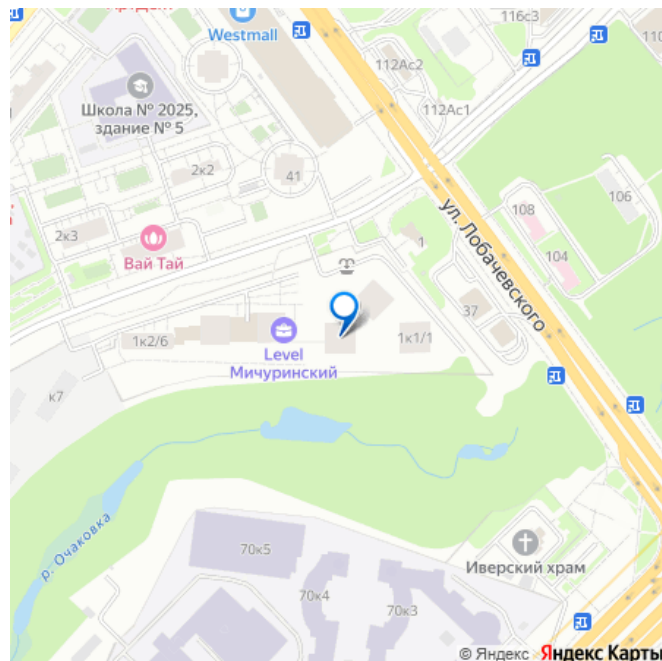 Westmall
116с3
110
112Ас2
112Ас1
Школа № 2025,
здание № 5
2к2
41
106
108
104
ул. Лобачевского
2к3
Вай Тай
1
37
1к2/6
Level
Мичуринский
1к1/1
к7
р. Очаковка
70к5
70к4
70к3
Иверский храм
© Яндекс Яндекс Карты